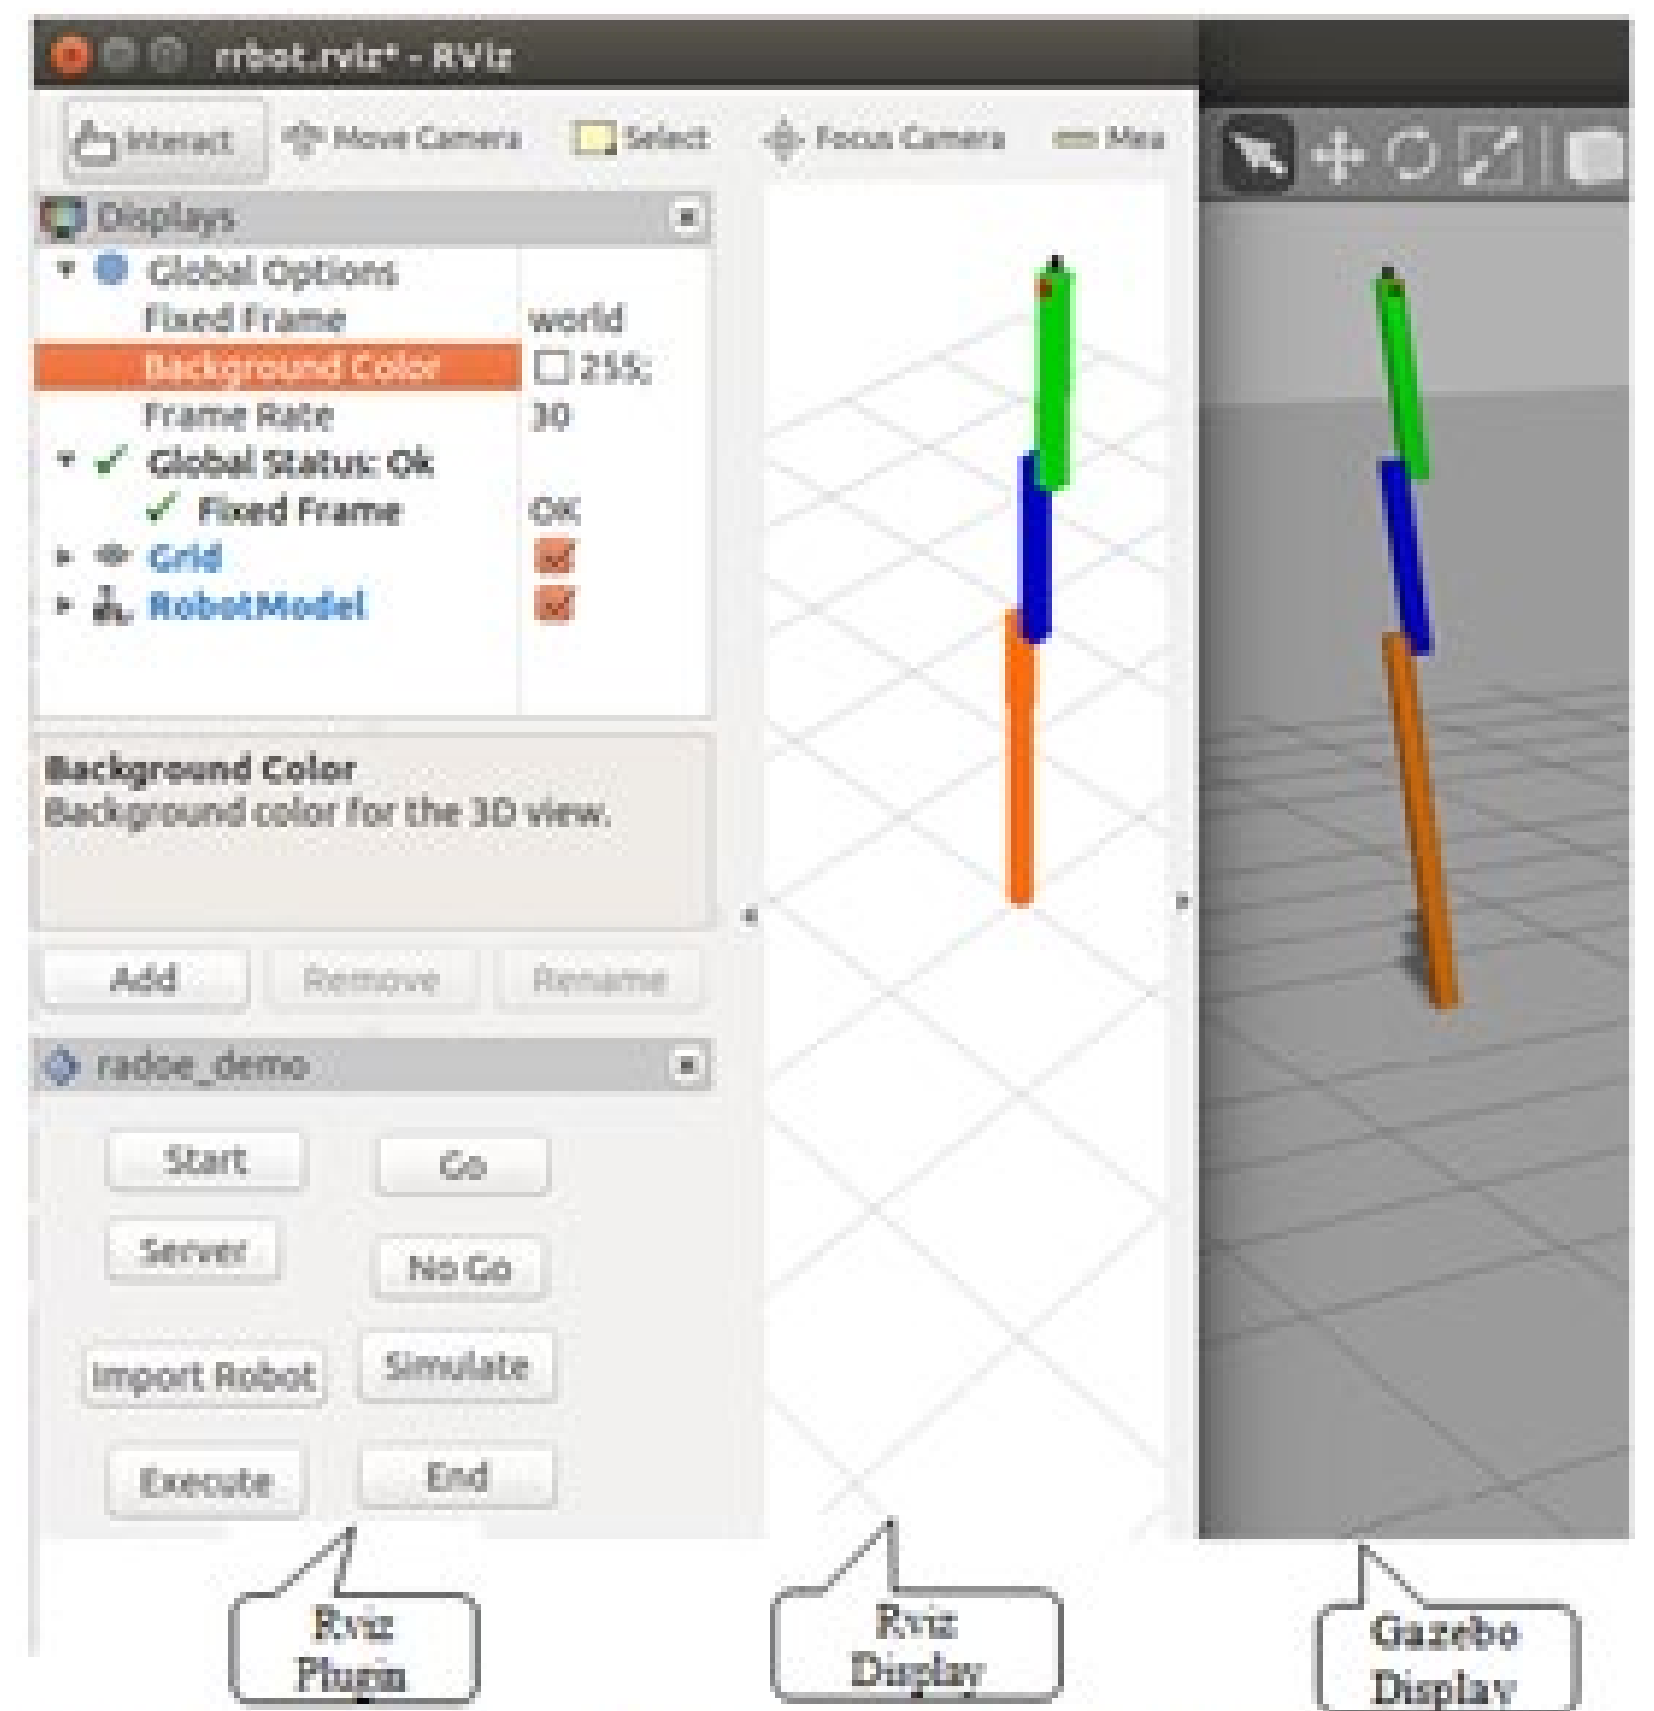 rrbot.rviz* - RViz
Interact Move Camera Select Focus Camera Mea
Displays
Global Options
Fixed Frame world
Background Color 255;
Frame Rate 30
Global Status: Ok
Fixed Frame OK
Grid
RobotModel
Background Color
Background color for the 3D view.
Add Remove Rename
radoe_demo
Start Go
Server No Go
Import Robot Simulate
Execute End
Rviz
Plugin
Rviz
Display
Gazebo
Display